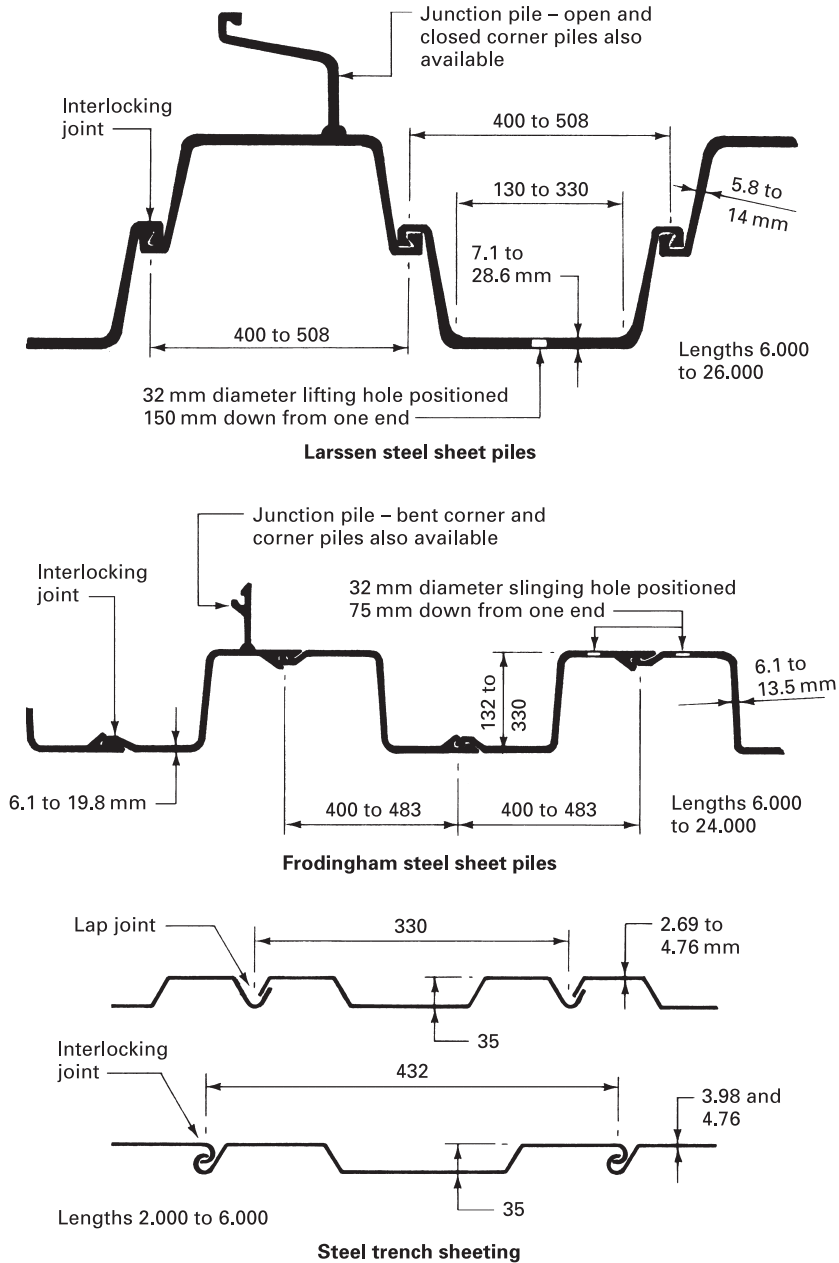 Junction pile – open and
closed corner piles also
available
Interlocking
joint
400 to 508
130 to 330
5.8 to
14 mm
7.1 to
28.6 mm
400 to 508
Lengths 6.000
to 26.000
32 mm diameter lifting hole positioned
150 mm down from one end
Larssen steel sheet piles
Junction pile – bent corner and
corner piles also available
Interlocking
joint
32 mm diameter slinging hole positioned
75 mm down from one end
6.1 to
13.5 mm
132 to
330
6.1 to 19.8 mm
400 to 483
400 to 483
Lengths 6.000
to 24.000
Frodingham steel sheet piles
Lap joint
330
2.69 to
4.76 mm
35
Interlocking
joint
432
3.98 and
4.76
35
Lengths 2.000 to 6.000
Steel trench sheeting